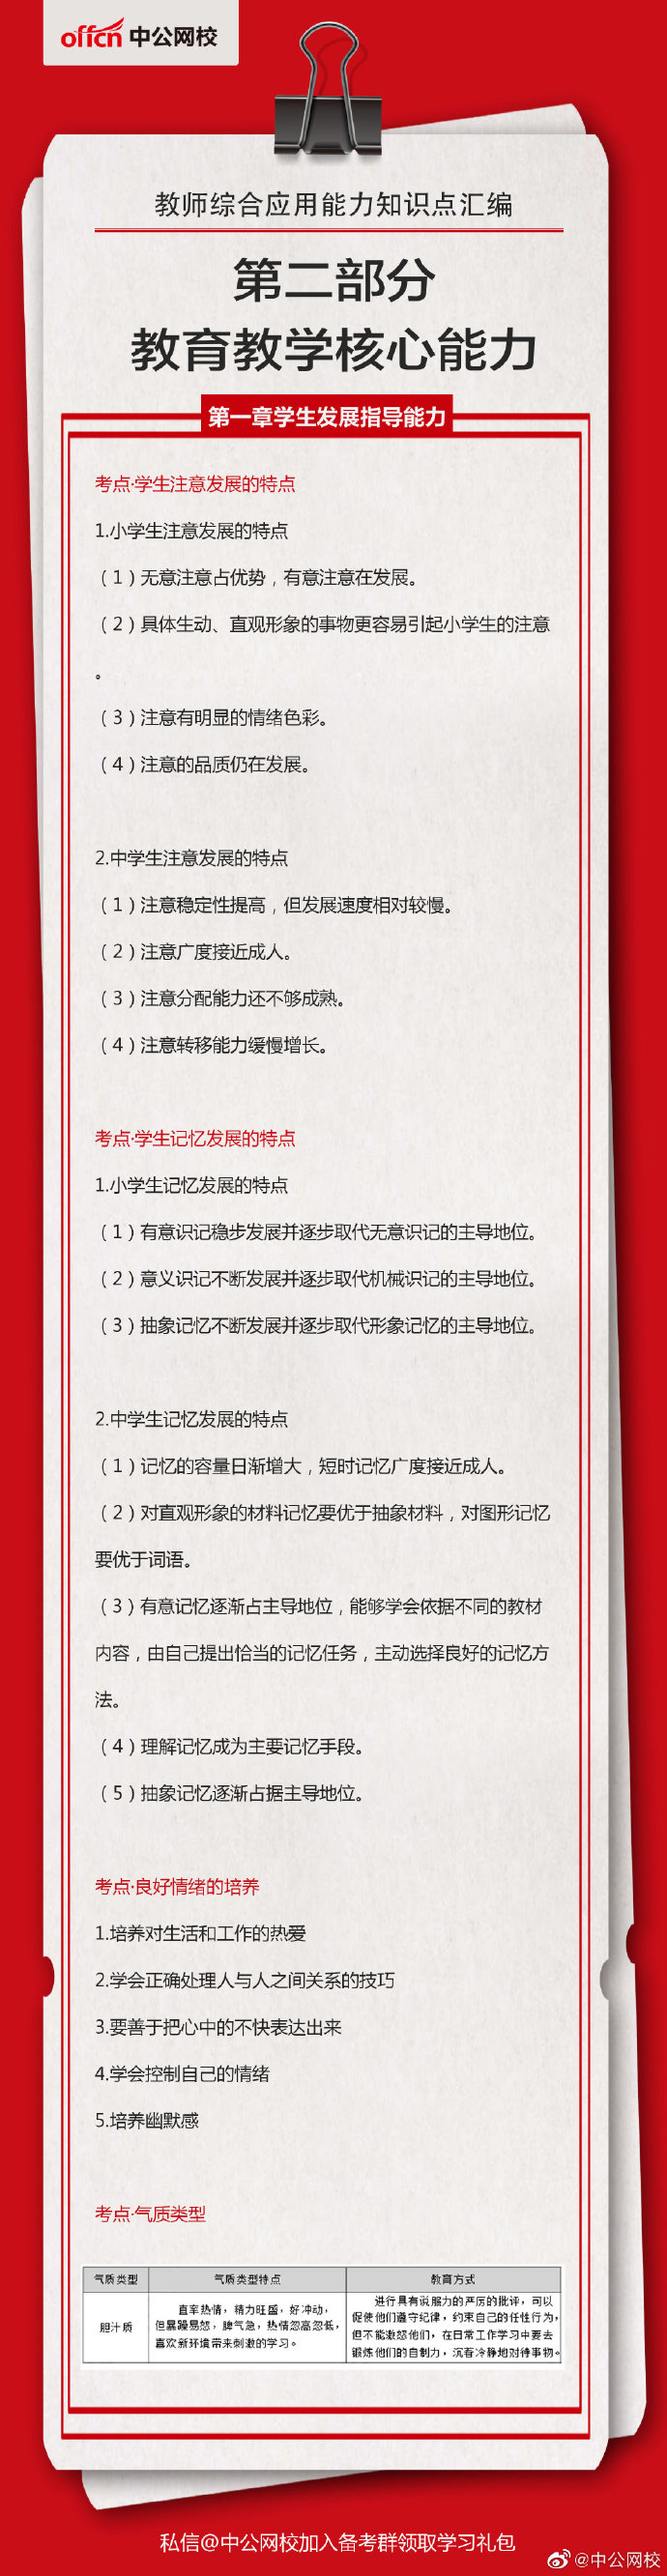 offcn 中公网校
教师综合应用能力知识点汇编
第二部分
教育教学核心能力
第一章学生发展指导能力
考点·学生注意发展的特点
1.小学生注意发展的特点
（1）无意注意占优势，有意注意在发展。
（2）具体生动、直观形象的事物更容易引起小学生的注意
。
（3）注意有明显的情绪色彩。
（4）注意的品质仍在发展。
2.中学生注意发展的特点
（1）注意稳定性提高，但发展速度相对较慢。
（2）注意广度接近成人。
（3）注意分配能力还不够成熟。
（4）注意转移能力缓慢增长。
考点·学生记忆发展的特点
1.小学生记忆发展的特点
（1）有意识记稳步发展并逐步取代无意识记的主导地位。
（2）意义识记不断发展并逐步取代机械识记的主导地位。
（3）抽象记忆不断发展并逐步取代形象记忆的主导地位。
2.中学生记忆发展的特点
（1）记忆的容量日渐增大，短时记忆广度接近成人。
（2）对直观形象的材料记忆要优于抽象材料，对图形记忆
要优于词语。
（3）有意记忆逐渐占主导地位，能够学会依据不同的教材
内容，由自己提出恰当的记忆任务，主动选择良好的记忆方
法。
（4）理解记忆成为主要记忆手段。
（5）抽象记忆逐渐占据主导地位。
考点·良好情绪的培养
1.培养对生活和工作的热爱
2.学会正确处理人与人之间关系的技巧
3.要善于把心中的不快表达出来
4.学会控制自己的情绪
5.培养幽默感
考点·气质类型
气质类型 气质类型特点 教育方式
胆汁质
直率热情，精力旺盛，好冲动，
但暴躁易怒，脾气急，热情忽高忽低，
喜欢新环境带来刺激的学习。
进行具有说服力的严厉的批评，可以
促使他们遵守纪律，约束自己的任性行为，
但不能激怒他们，在日常工作学习中要去
锻炼他们的自制力，沉着冷静地对待事物。
私信@中公网校加入备考群领取学习礼包
@中公网校